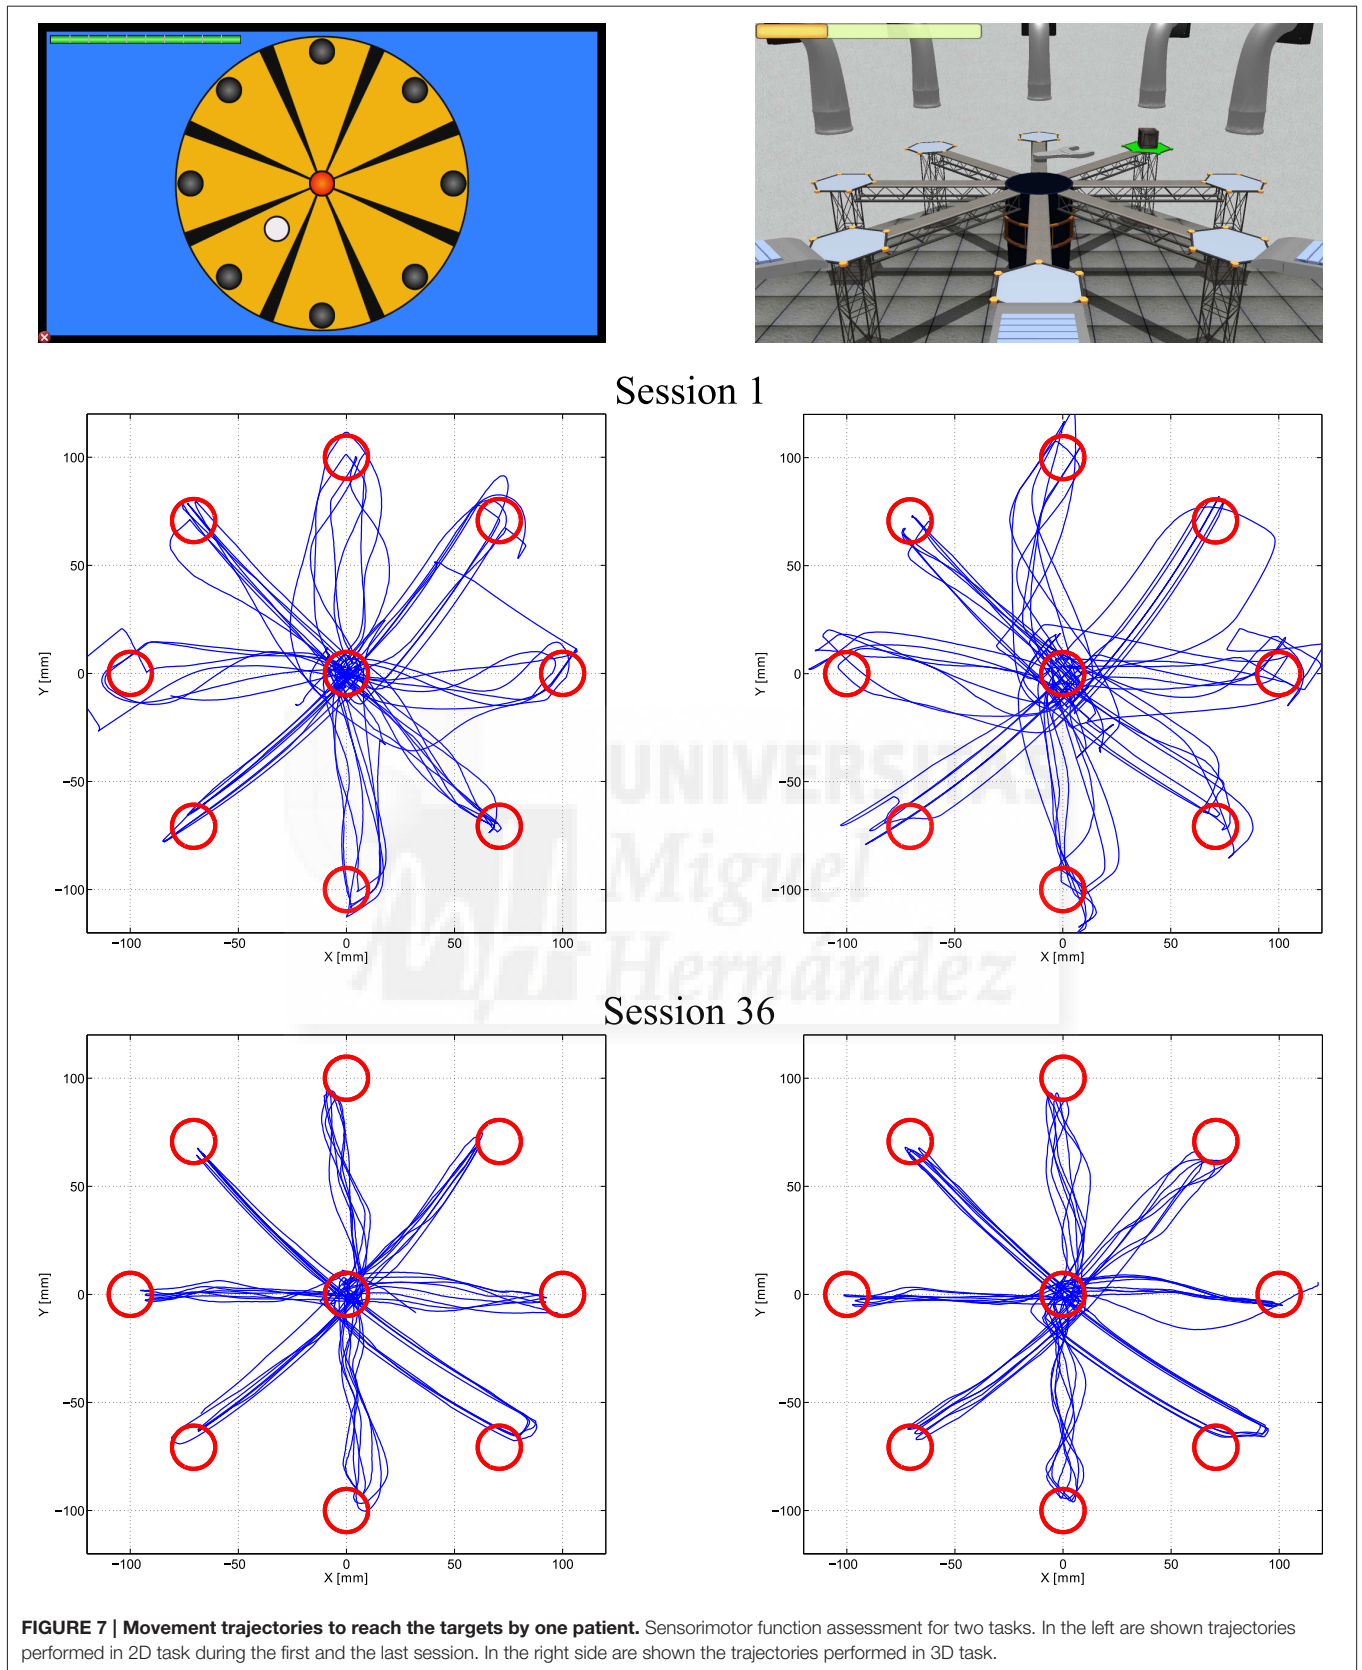 Session 1
100
50
0
−50
−100
Y [mm]
−100 −50 0 50 100
X [mm]
100
50
0
−50
−100
Y [mm]
−100 −50 0 50 100
X [mm]
UNIVERSITAS
Miguel
Hernández
Session 36
100
50
0
−50
−100
Y [mm]
−100 −50 0 50 100
X [mm]
100
50
0
−50
−100
Y [mm]
−100 −50 0 50 100
X [mm]
FIGURE 7 | Movement trajectories to reach the targets by one patient. Sensorimotor function assessment for two tasks. In the left are shown trajectories
performed in 2D task during the first and the last session. In the right side are shown the trajectories performed in 3D task.